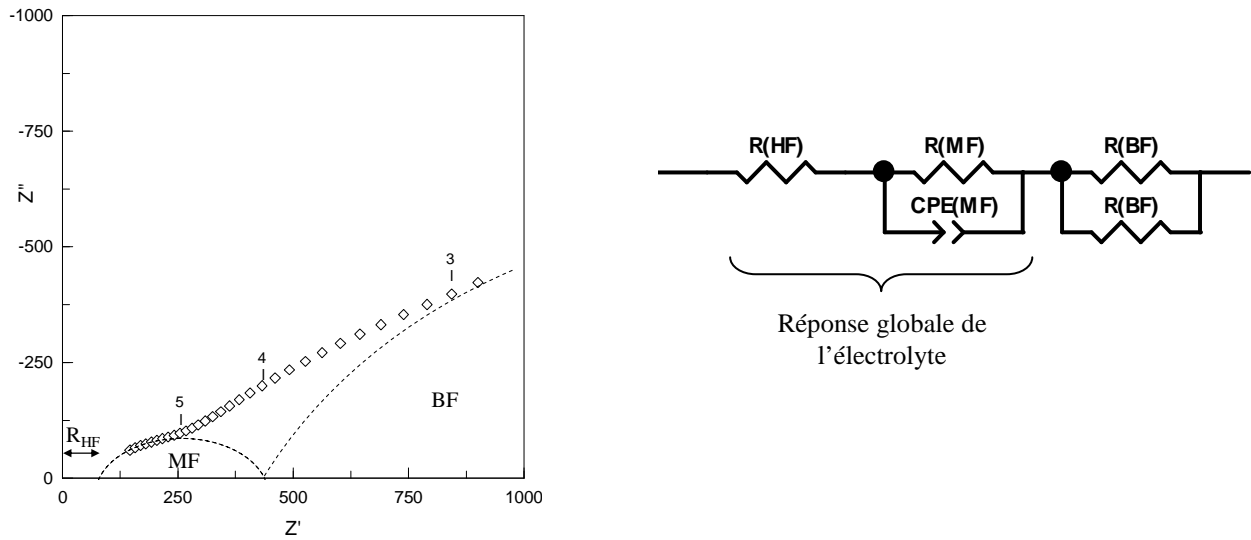 -1000
-750
-500
-250
0
Z''
0
250
500
750
1000
Z'
3
4
5
R_HF
MF
BF
R(HF)
R(MF)
R(BF)
CPE(MF)
R(BF)
Réponse globale de
l'électrolyte